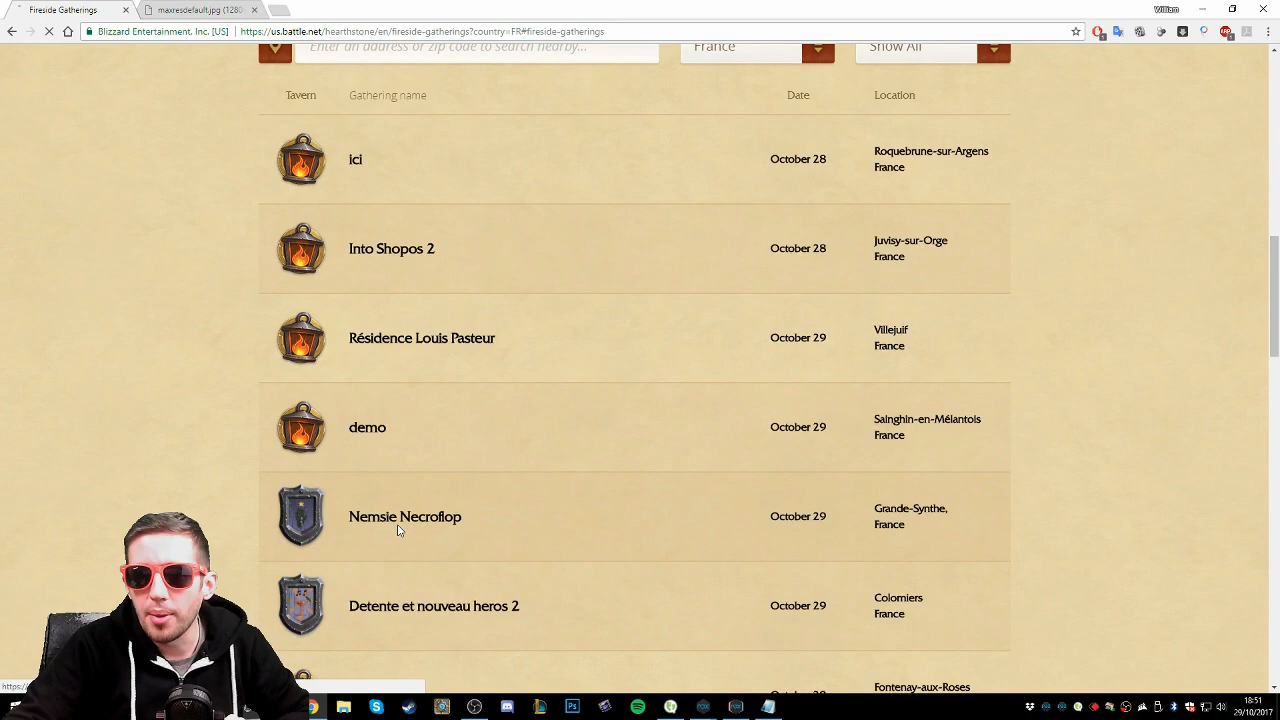 Fireside Gatherings
maxresdefault.jpg (1280
William
Blizzard Entertainment, Inc. [US]
https://us.battle.net/hearthstone/en/fireside-gatherings?country=FR#fireside-gatherings
Enter an address or zip code to search nearby...
France
Show All
Tavern
Gathering name
Date
Location
ici
October 28
Roquebrune-sur-Argens
France
Into Shopos 2
October 28
Juvisy-sur-Orge
France
Résidence Louis Pasteur
October 29
Villejuif
France
demo
October 29
Sainghin-en-Mélantois
France
Nemsie Necroflop
October 29
Grande-Synthe,
France
Detente et nouveau heros 2
October 29
Colomiers
France
Fontenay-aux-Roses
https://
18:51
29/10/2017